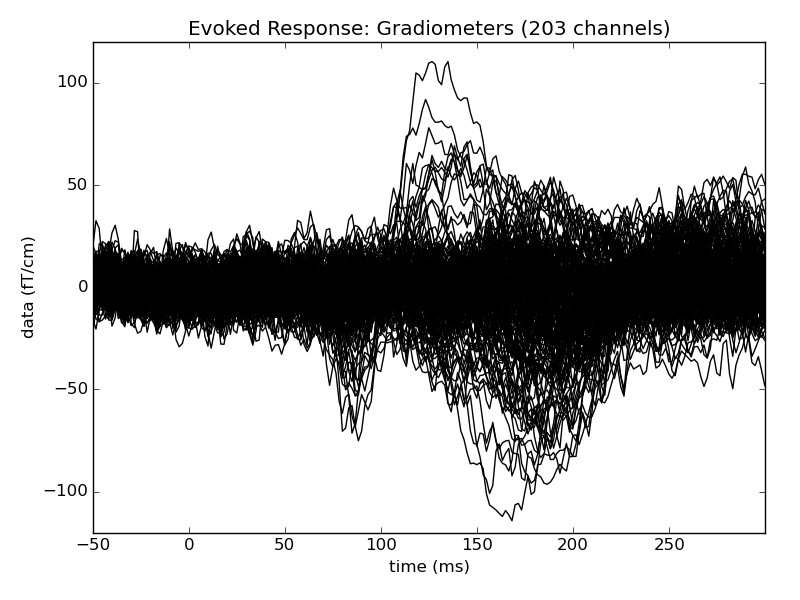 Evoked Response: Gradiometers (203 channels)
100
50
0
−50
−100
data (fT/cm)
−50 0 50 100 150 200 250
time (ms)